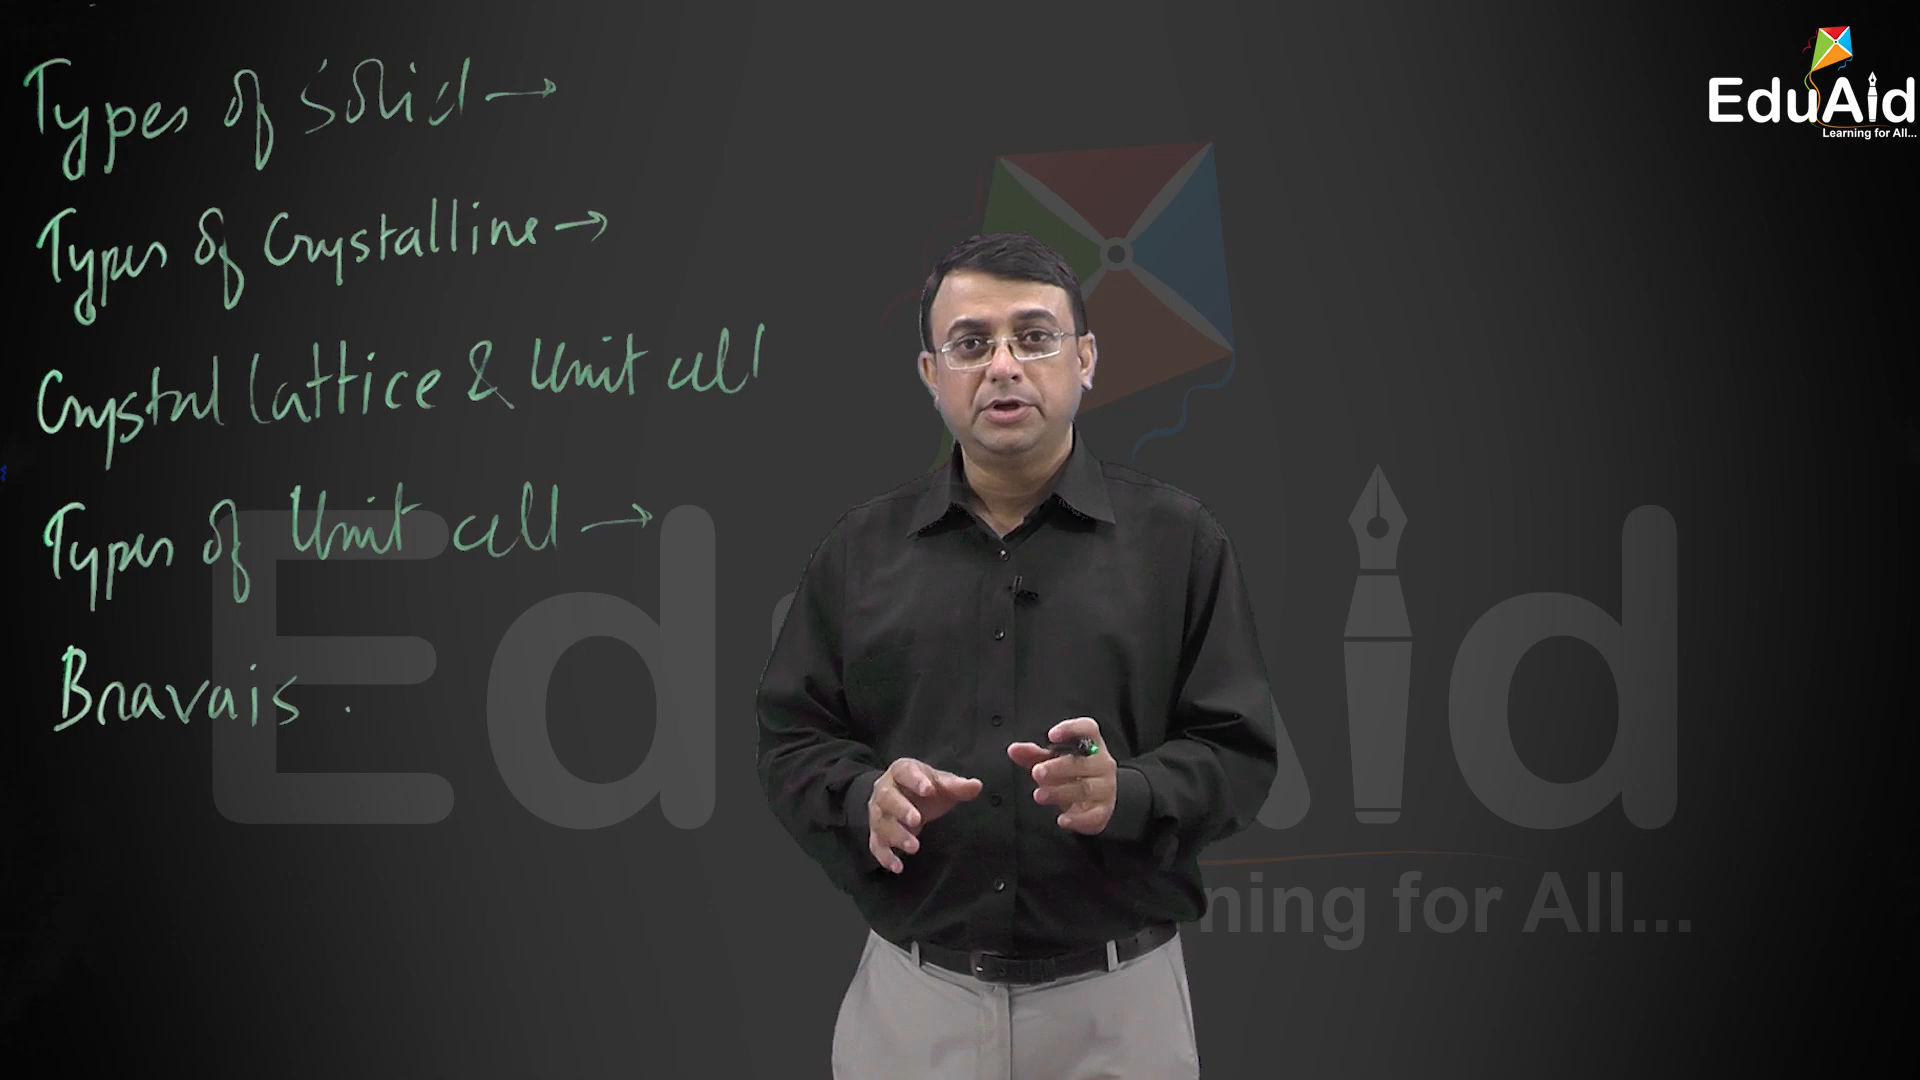 Types of Solid →
Types of Crystalline →
Crystal lattice & Unit cell
Types of Unit cell →
Bravais .
EduAid
Learning for All...
EduAid
ning for All...